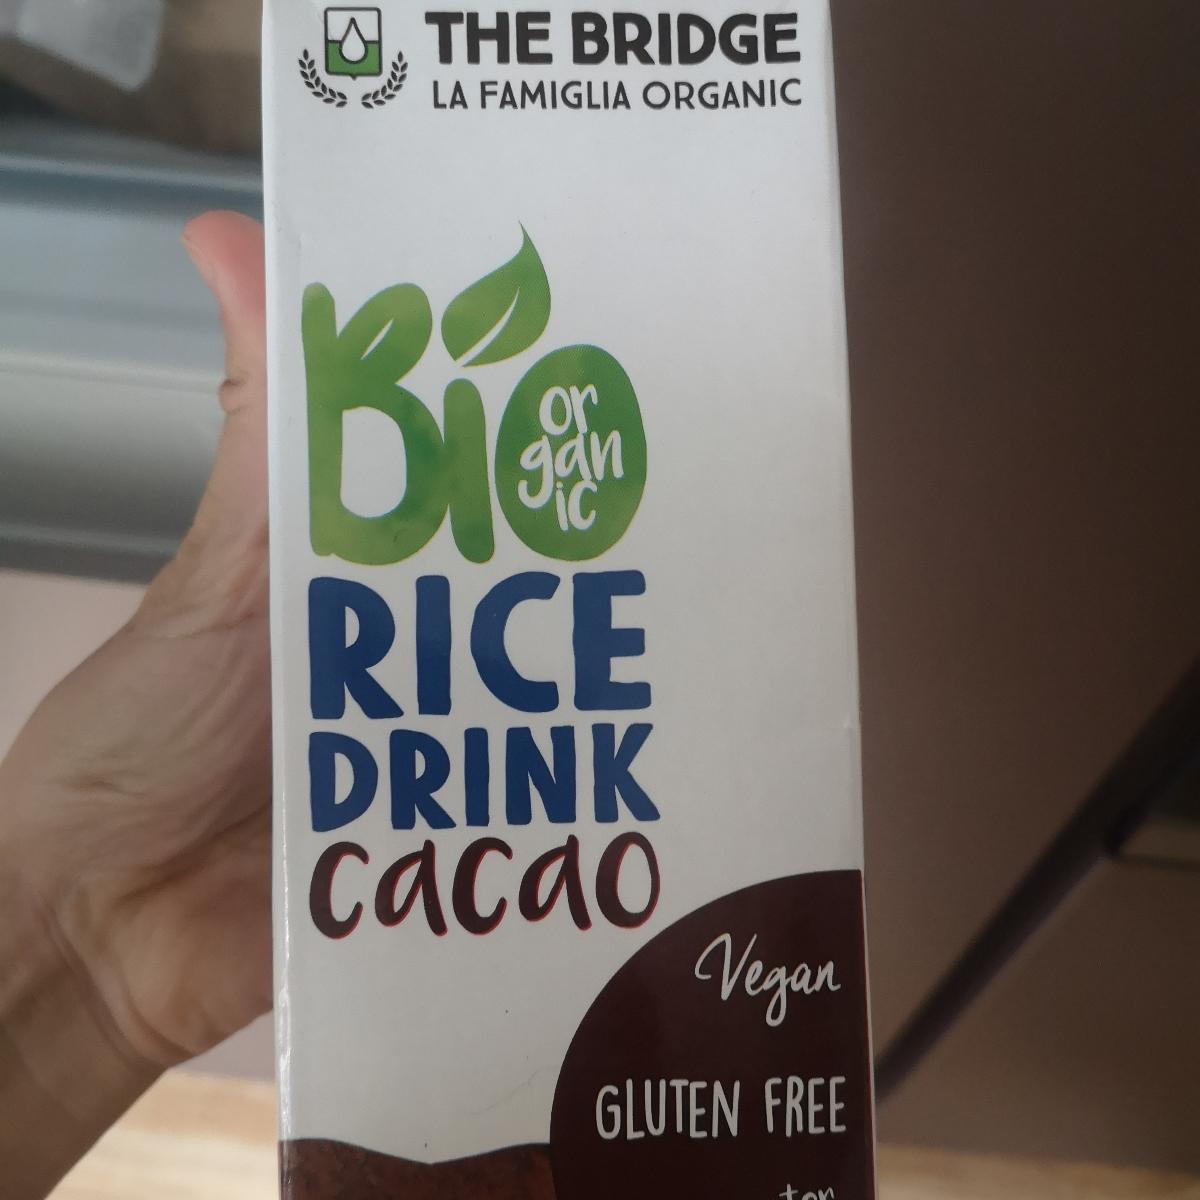 THE BRIDGE
LA FAMIGLIA ORGANIC
Bio
or
gan
ic
RICE
DRINK
cacao
Vegan
GLUTEN FREE